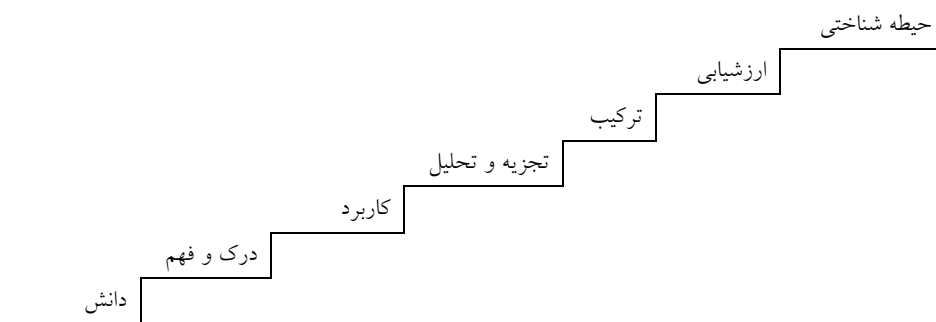 حیطه شناختی
ارزشیابی
ترکیب
تجزیه و تحلیل
کاربرد
درک و فهم
دانش